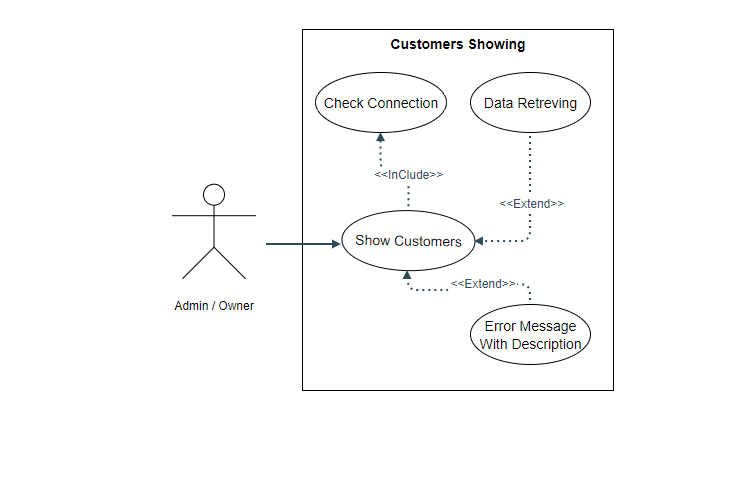 Customers Showing
Check Connection
Data Retreving
<<InClude>>
<<Extend>>
Show Customers
<<Extend>>
Admin / Owner
Error Message
With Description